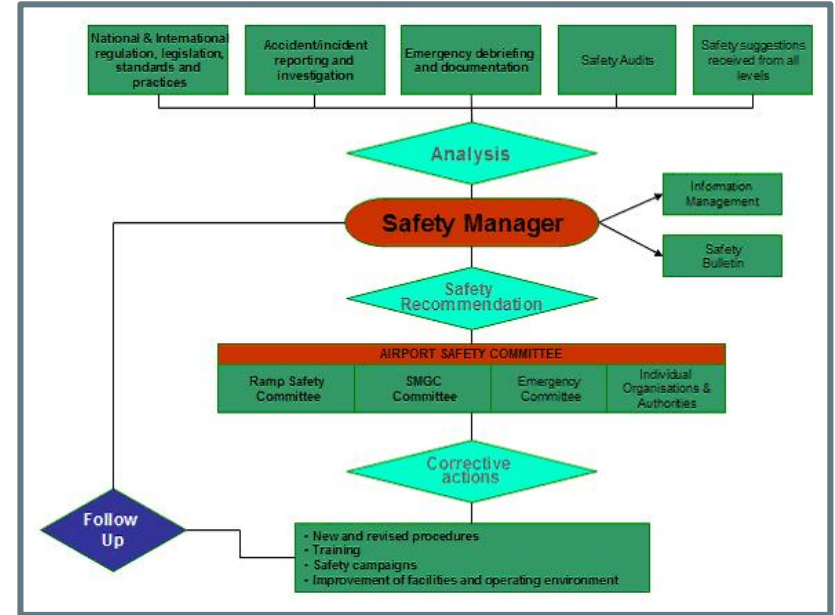 National & International
regulation, legislation,
standards and
practices
Accident/incident
reporting and
investigation
Emergency debriefing
and documentation
Safety Audits
Safety suggestions
received from all
levels
Analysis
Safety Manager
Information
Management
Safety
Bulletin
Safety
Recommendation
AIRPORT SAFETY COMMITTEE
Ramp Safety
Committee
SMGC
Committee
Emergency
Committee
Individual
Organisations &
Authorities
Corrective
actions
Follow
Up
• New and revised procedures
• Training
• Safety campaigns
• Improvement of facilities and operating environment